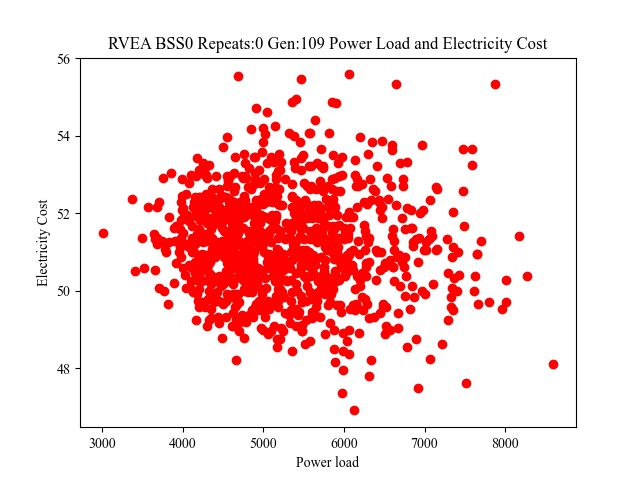 RVEA BSS0 Repeats:0 Gen:109 Power Load and Electricity Cost
56
54
52
50
48
Electricity Cost
3000 4000 5000 6000 7000 8000
Power load